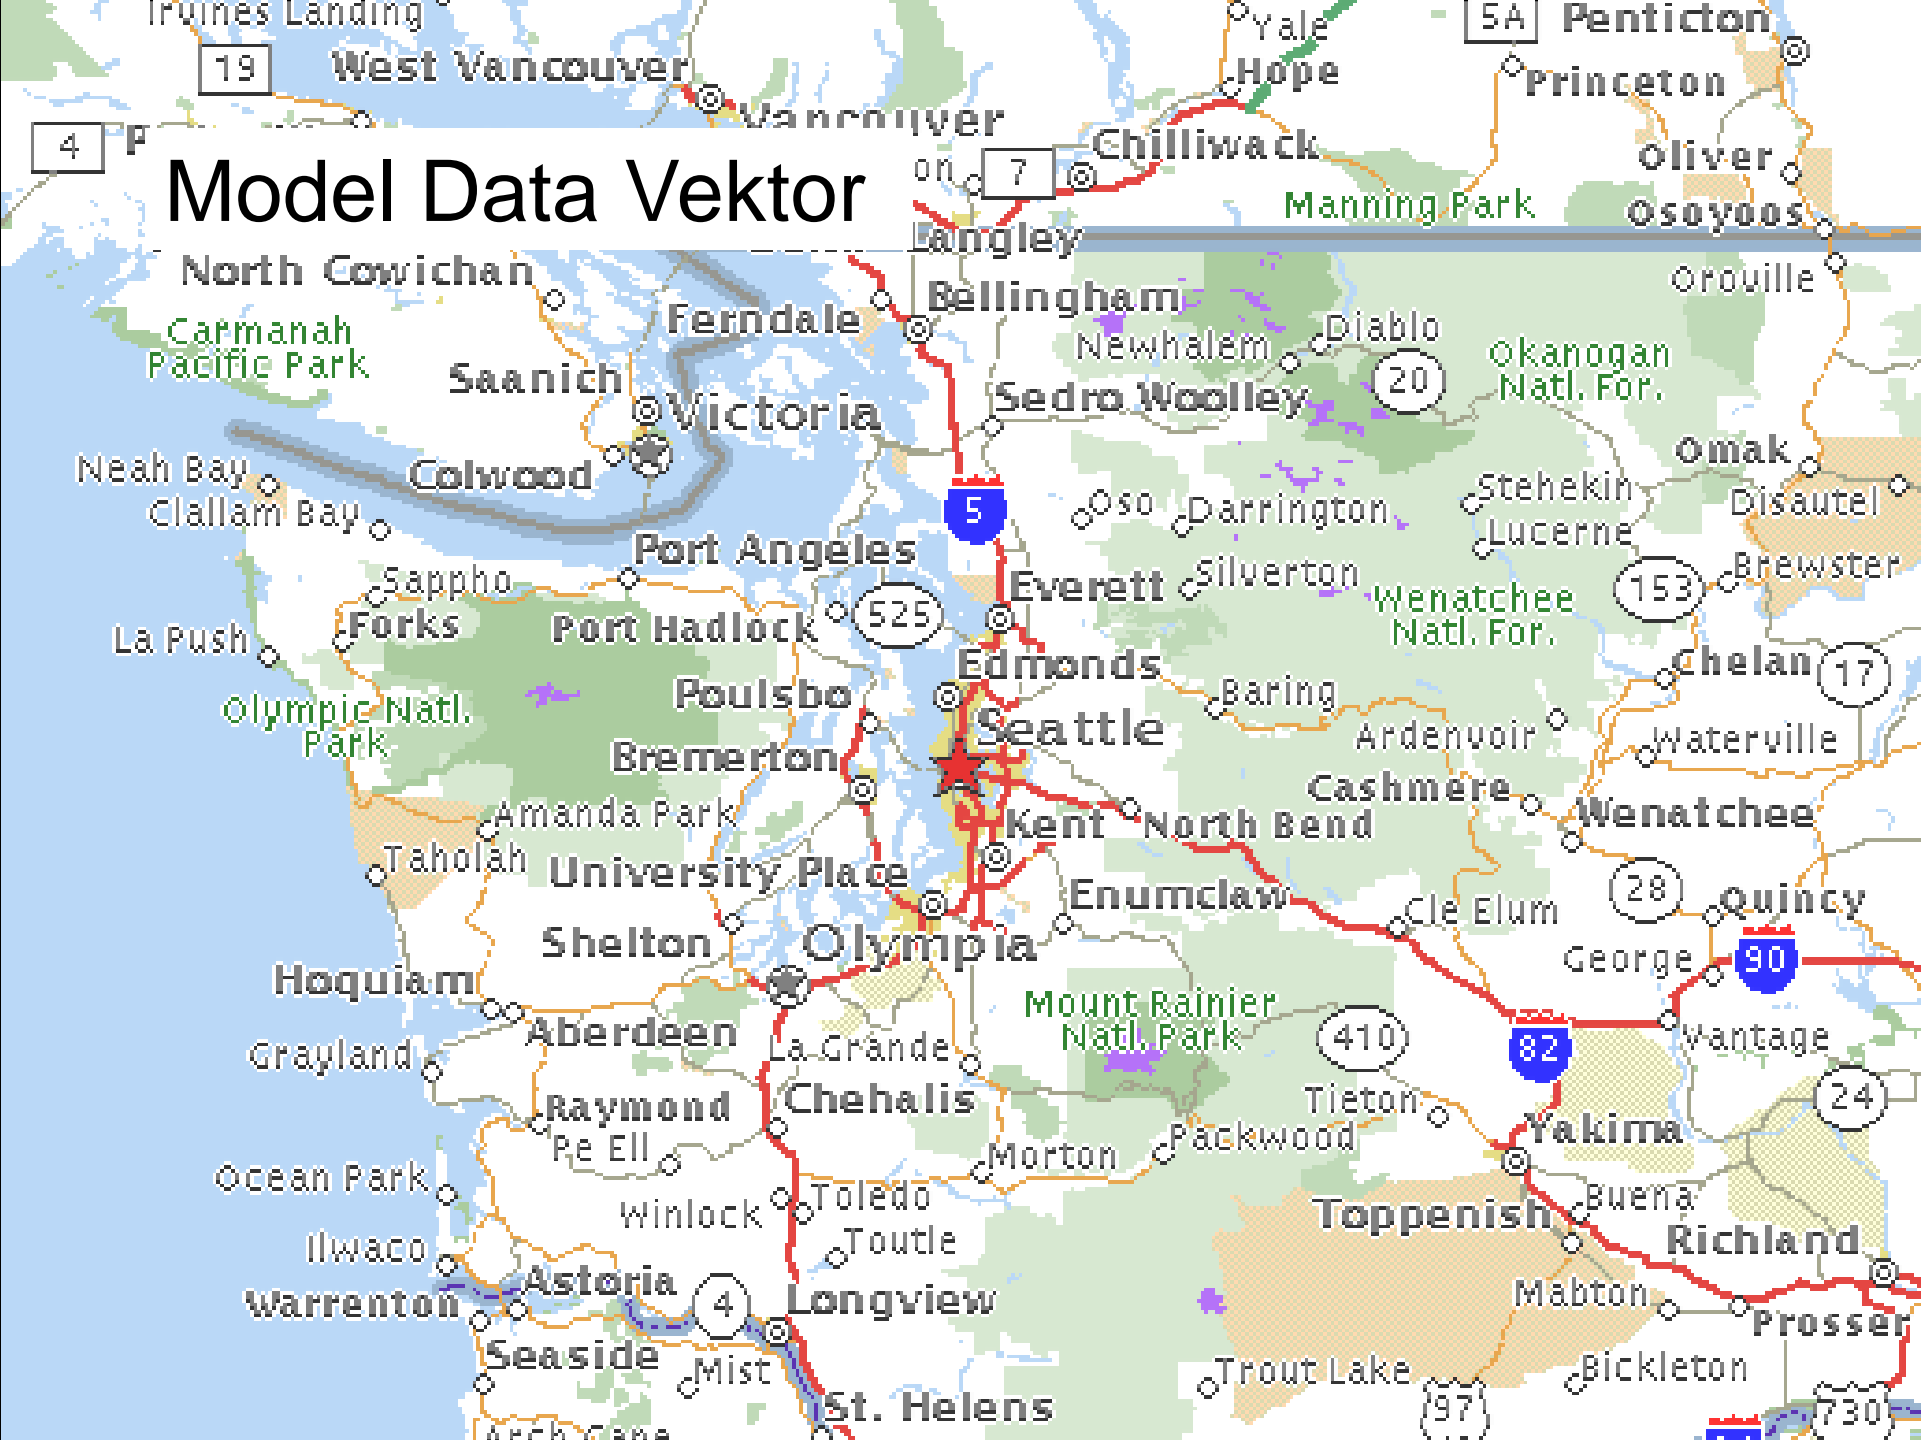 Irvines Landing
Yale
5A
Penticton
19
West Vancouver
Hope
Princeton
Vancouver
4
P
on
7
Chilliwack
Oliver
Model Data Vektor
Manning Park
Osoyoos
Langley
North Cowichan
Oroville
Bellingham
Ferndale
Carmanah
Pacific Park
Newhalem
Diablo
Okanogan
Natl. For.
Saanich
20
Sedro Woolley
Victoria
Neah Bay
Colwood
Omak
Clallam Bay
5
Oso
Darrington
Stehekin
Disautel
Lucerne
Port Angeles
Sappho
Everett
Silverton
Wenatchee
Natl. For.
153
Brewster
La Push
Forks
Port Hadlock
525
Edmonds
Chelan
17
Olympic Natl.
Park
Poulsbo
Baring
Seattle
Ardenvoir
Waterville
Bremerton
Cashmere
Amanda Park
Kent
North Bend
Wenatchee
Taholah
University Place
Enumclaw
28
Quincy
Cle Elum
Shelton
Olympia
George
90
Hoquiam
Mount Rainier
Natl. Park
Aberdeen
410
82
Vantage
Grayland
La Grande
Raymond
Chehalis
Tieton
24
Pe Ell
Packwood
Yakima
Ocean Park
Morton
Winlock
Toledo
Toppenish
Buena
Ilwaco
Toutle
Richland
Astoria
Warrenton
4
Longview
Mabton
Prosser
Seaside
Mist
Trout Lake
Bickleton
St. Helens
97
730
Arch Cape